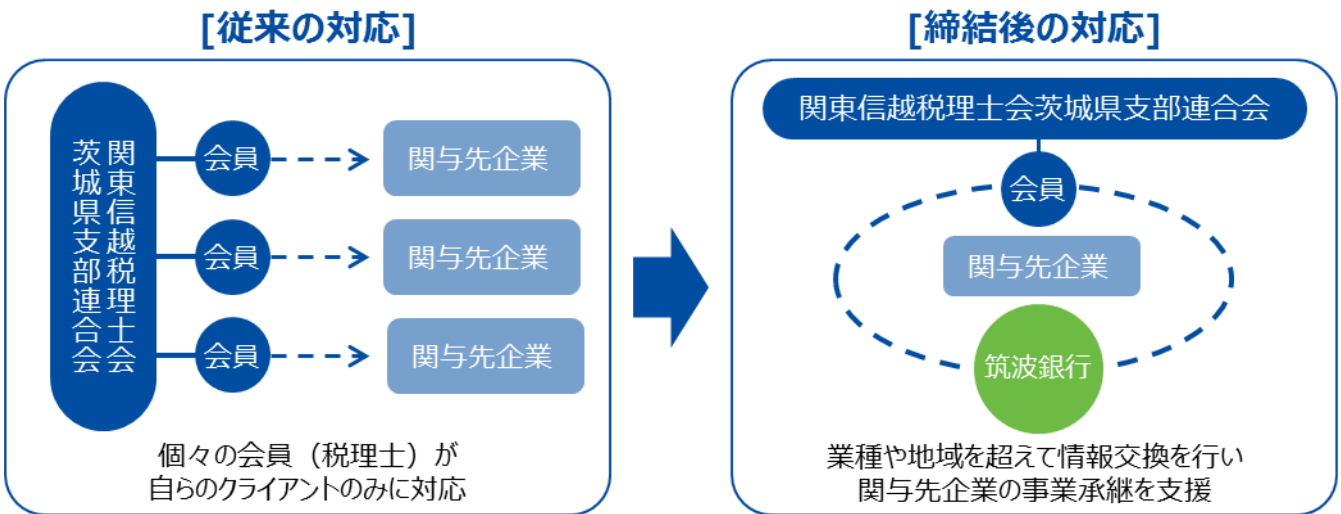 [従来の対応]
関東信越税理士会
茨城県支部連合会
会員
関与先企業
会員
関与先企業
会員
関与先企業
個々の会員（税理士）が
自らのクライアントのみに対応
[締結後の対応]
関東信越税理士会茨城県支部連合会
会員
関与先企業
筑波銀行
業種や地域を超えて情報交換を行い
関与先企業の事業承継を支援